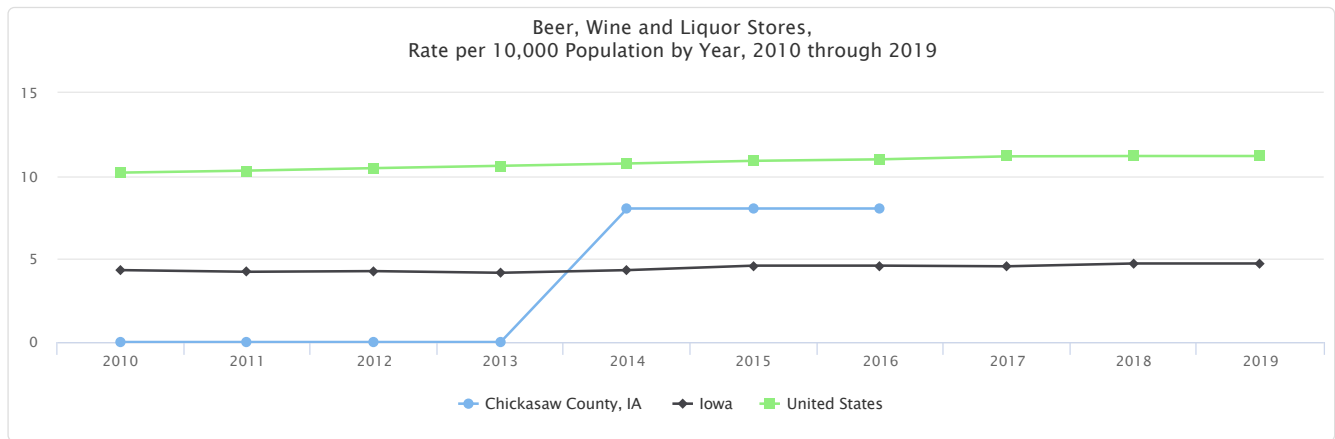 Beer, Wine and Liquor Stores,
Rate per 10,000 Population by Year, 2010 through 2019
15
10
5
0
2010 2011 2012 2013 2014 2015 2016 2017 2018 2019
Chickasaw County, IA Iowa United States